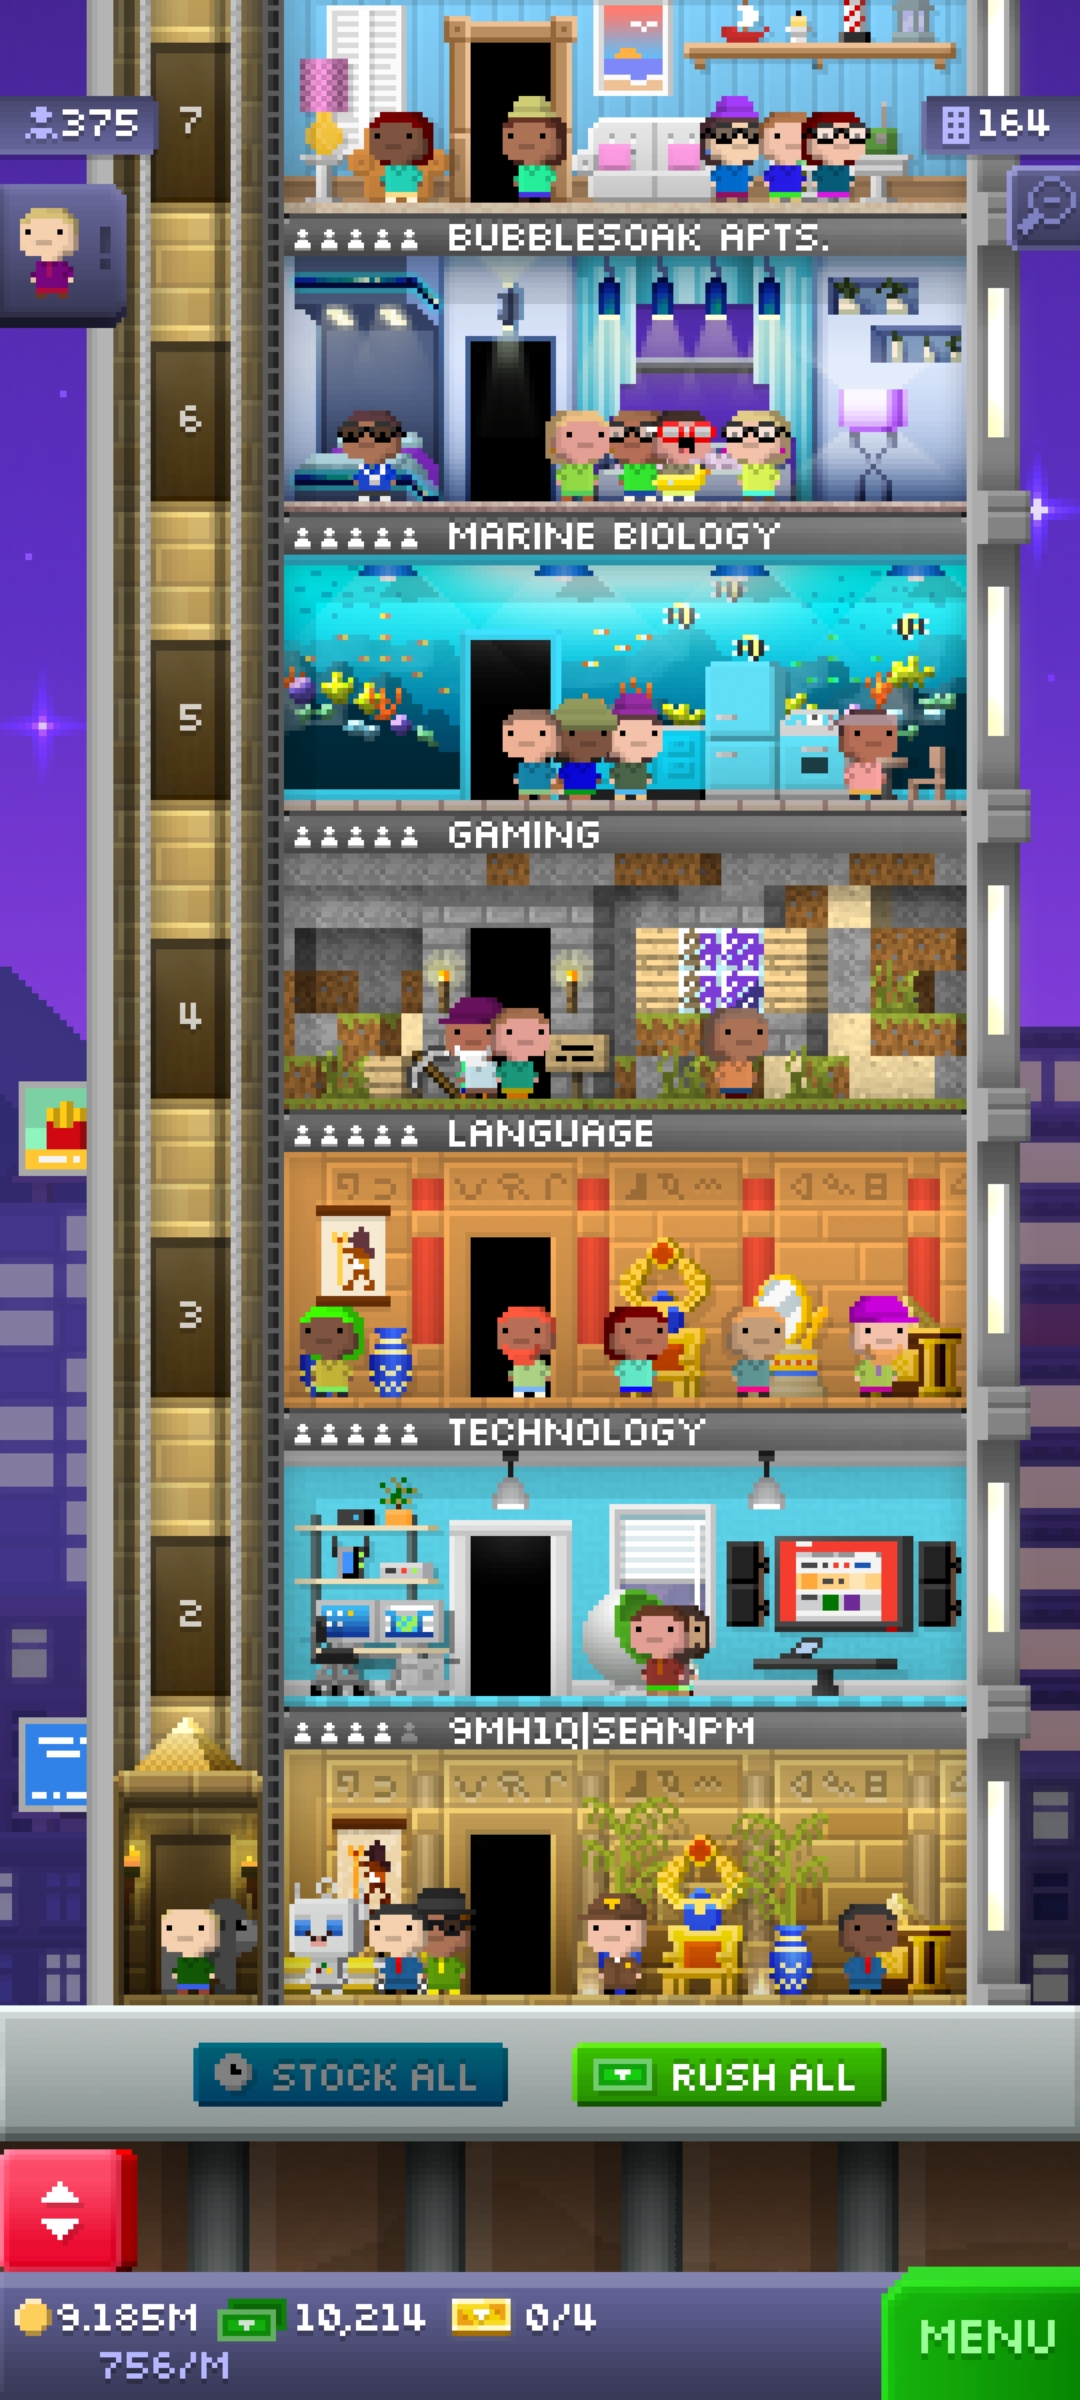 7
375
164
BUBBLESOAK APTS.
!
6
MARINE BIOLOGY
5
GAMING
4
LANGUAGE
3
TECHNOLOGY
2
9MH1Q|SEANPM
STOCK ALL
RUSH ALL
9.185M
10,214
0/4
756/M
MENU